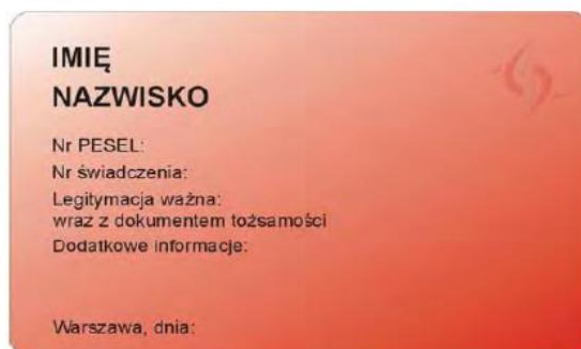 IMIĘ
NAZWISKO
Nr PESEL:
Nr świadczenia:
Legitymacja ważna:
wraz z dokumentem tożsamości
Dodatkowe informacje:
Warszawa, dnia: